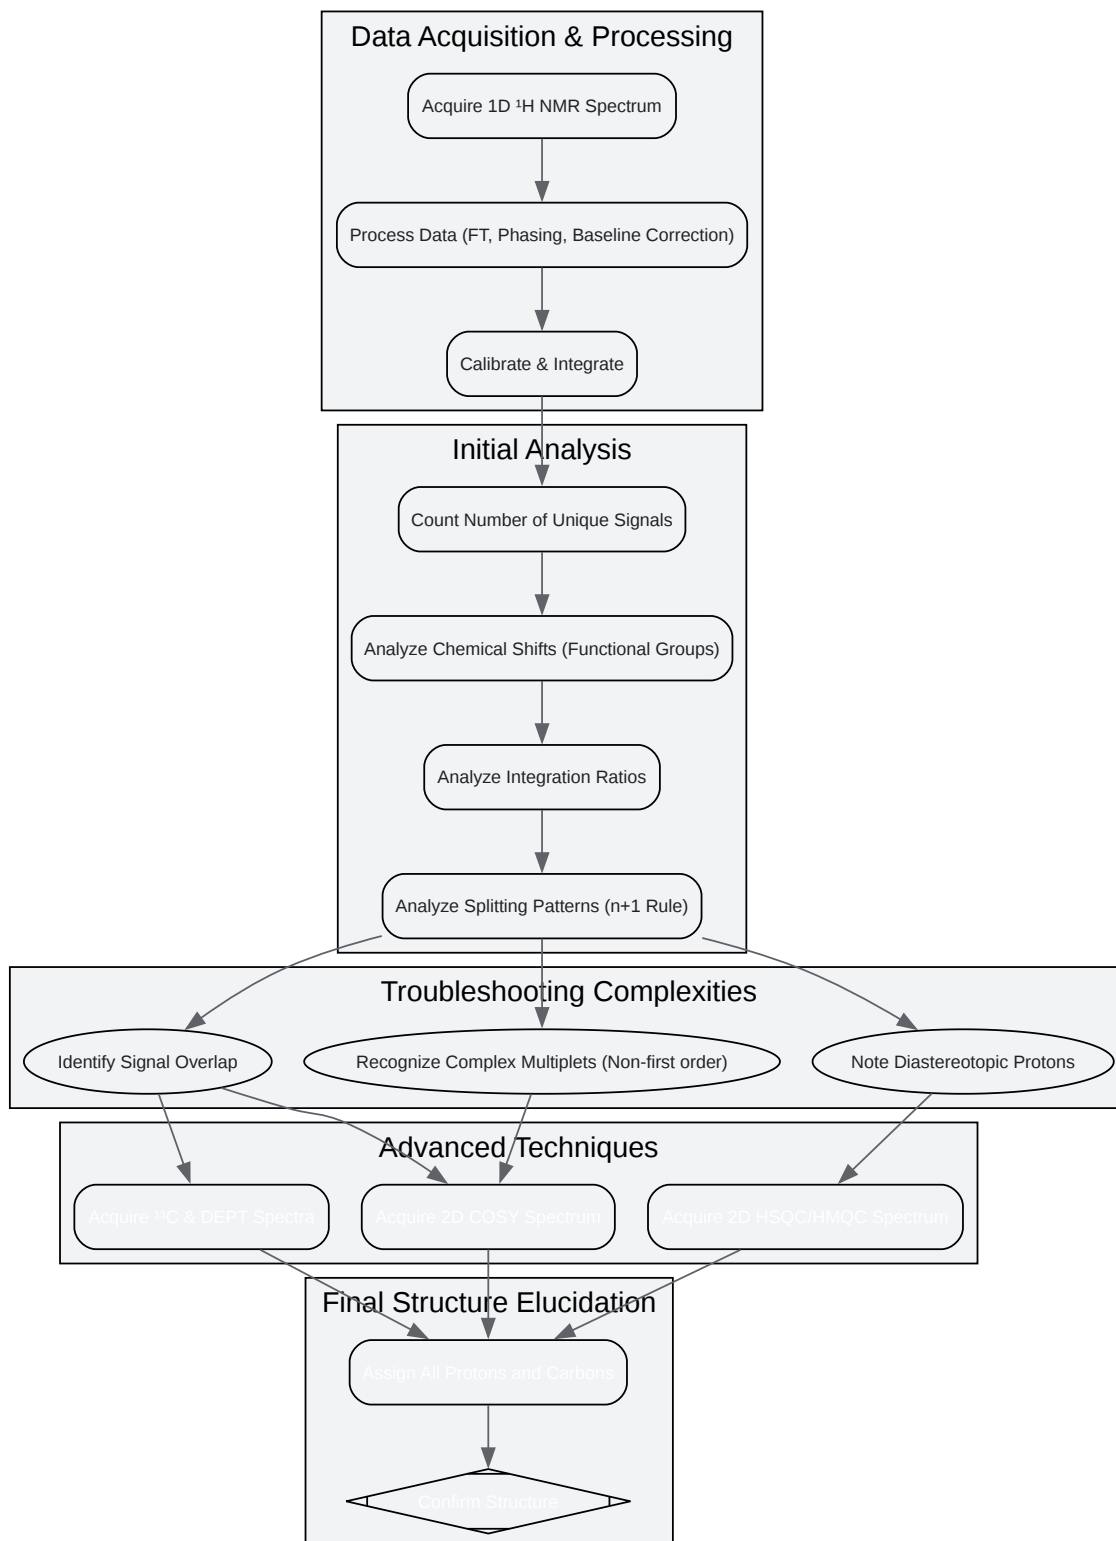 Data Acquisition & Processing
Acquire 1D ¹H NMR Spectrum
Process Data (FT, Phasing, Baseline Correction)
Calibrate & Integrate
Initial Analysis
Count Number of Unique Signals
Analyze Chemical Shifts (Functional Groups)
Analyze Integration Ratios
Analyze Splitting Patterns (n+1 Rule)
Troubleshooting Complexities
Identify Signal Overlap
Recognize Complex Multiplets (Non-first order)
Note Diastereotopic Protons
Advanced Techniques
Acquire ¹³C & DEPT Spectra
Acquire 2D COSY Spectrum
Acquire 2D HSQC/HMQC Spectrum
Final Structure Elucidation
Assign All Protons and Carbons
Confirm Structure